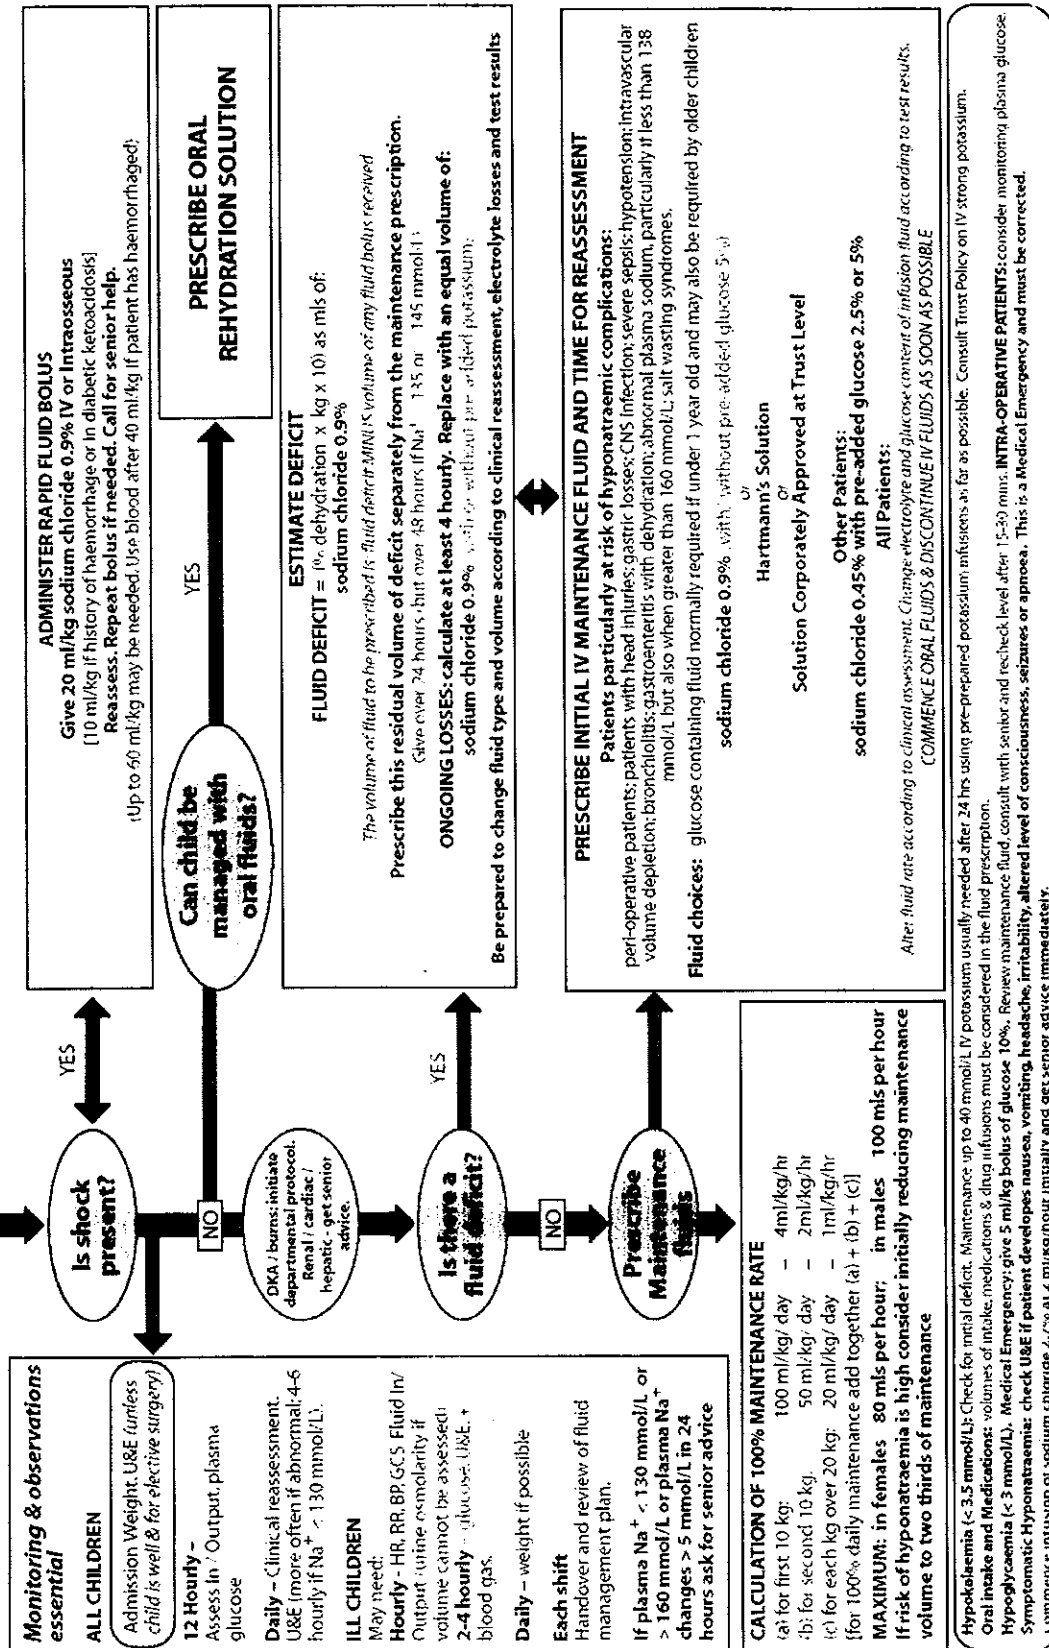 Is shock
present?
YES
ADMINISTER RAPID FLUID BOLUS
Give 20 ml/kg sodium chloride 0.9% IV or Intraosseous
[10 ml/kg if history of haemorrhage or in diabetic ketoacidosis]
Reassess. Repeat bolus if needed. Call for senior help.
(Up to 60 ml/kg may be needed. Use blood after 40 ml/kg if patient has haemorrhaged)
NO
Can child be
managed with
oral fluids?
YES
PRESCRIBE ORAL
REHYDRATION SOLUTION
DKA / burns: initiate
departmental protocol.
Renal / cardiac /
hepatic - get senior
advice.
Is there a
fluid deficit?
YES
ESTIMATE DEFICIT
FLUID DEFICIT = (% dehydration x kg x 10) as mls of:
sodium chloride 0.9%
The volume of fluid to be prescribed is fluid deficit MINUS volume of any fluid bolus received
Prescribe this residual volume of deficit separately from the maintenance prescription.
Give over 24 hours but over 48 hours if Na+ 135 or 145 mmol/L
ONGOING LOSSES: calculate at least 4 hourly. Replace with an equal volume of:
sodium chloride 0.9% with or without pre-added potassium.
Be prepared to change fluid type and volume according to clinical reassessment, electrolyte losses and test results
NO
Prescribe
Maintenance
fluids
PRESCRIBE INITIAL IV MAINTENANCE FLUID AND TIME FOR REASSESSMENT
Patients particularly at risk of hyponatraemic complications:
peri-operative patients; patients with head injuries; gastric losses; CNS Infection; severe sepsis; hypotension; intravascular
volume depletion; bronchiolitis; gastroenteritis with dehydration; abnormal plasma sodium, particularly if less than 138
mmol/L but also when greater than 160 mmol/L; salt wasting syndromes.
Fluid choices: glucose containing fluid normally required if under 1 year old and may also be required by older children
sodium chloride 0.9% (with / without pre-added glucose 5%)
or
Hartmann's Solution
or
Solution Corporately Approved at Trust Level
Other Patients:
sodium chloride 0.45% with pre-added glucose 2.5% or 5%
All Patients:
Alter fluid rate according to clinical assessment. Change electrolyte and glucose content of infusion fluid according to test results.
COMMENCE ORAL FLUIDS & DISCONTINUE IV FLUIDS AS SOON AS POSSIBLE
Monitoring & observations
essential
ALL CHILDREN
Admission Weight, U&E (unless
child is well & for elective surgery)
12 Hourly –
Assess In / Output, plasma
glucose
Daily – Clinical reassessment.
U&E (more often if abnormal; 4-6
hourly if Na+ < 130 mmol/L).
ILL CHILDREN
May need:
Hourly - HR, RR, BP, GCS, Fluid In/
Output (urine osmolarity if
volume cannot be assessed)
2-4 hourly - glucose, U&E, +
blood gas.
Daily – weight if possible
Each shift
Handover and review of fluid
management plan.
If plasma Na+ < 130 mmol/L or
> 160 mmol/L or plasma Na+
changes > 5 mmol/L in 24
hours ask for senior advice
CALCULATION OF 100% MAINTENANCE RATE
(a) for first 10 kg: 100 ml/kg/ day – 4ml/kg/hr
(b) for second 10 kg: 50 ml/kg/ day – 2ml/kg/hr
(c) for each kg over 20 kg: 20 ml/kg/ day – 1ml/kg/hr
[for 100% daily maintenance add together (a) + (b) + (c)]
MAXIMUM: in females 80 mls per hour; in males 100 mls per hour
If risk of hyponatraemia is high consider initially reducing maintenance
volume to two thirds of maintenance
Hypokalaemia (< 3.5 mmol/L): Check for initial deficit. Maintenance up to 40 mmol/L IV potassium usually needed after 24 hrs using pre-prepared potassium infusions as far as possible. Consult Trust Policy on IV strong potassium.
Oral intake and Medications: volumes of intake, medications & drug infusions must be considered in the fluid prescription.
Hypoglycaemia (< 3 mmol/L). Medical Emergency: give 5 ml/kg bolus of glucose 10%. Review maintenance fluid, consult with senior and recheck level after 15-30 mins. INTRA-OPERATIVE PATIENTS: consider monitoring plasma glucose.
Symptomatic Hyponatraemia: check U&E if patient developes nausea, vomiting, headache, irritability, altered level of consciousness, seizures or apnoea. This is a Medical Emergency and must be corrected.
Commence infusion of sodium chloride at 2 ml/kg/hour initially and get senior advice immediately.